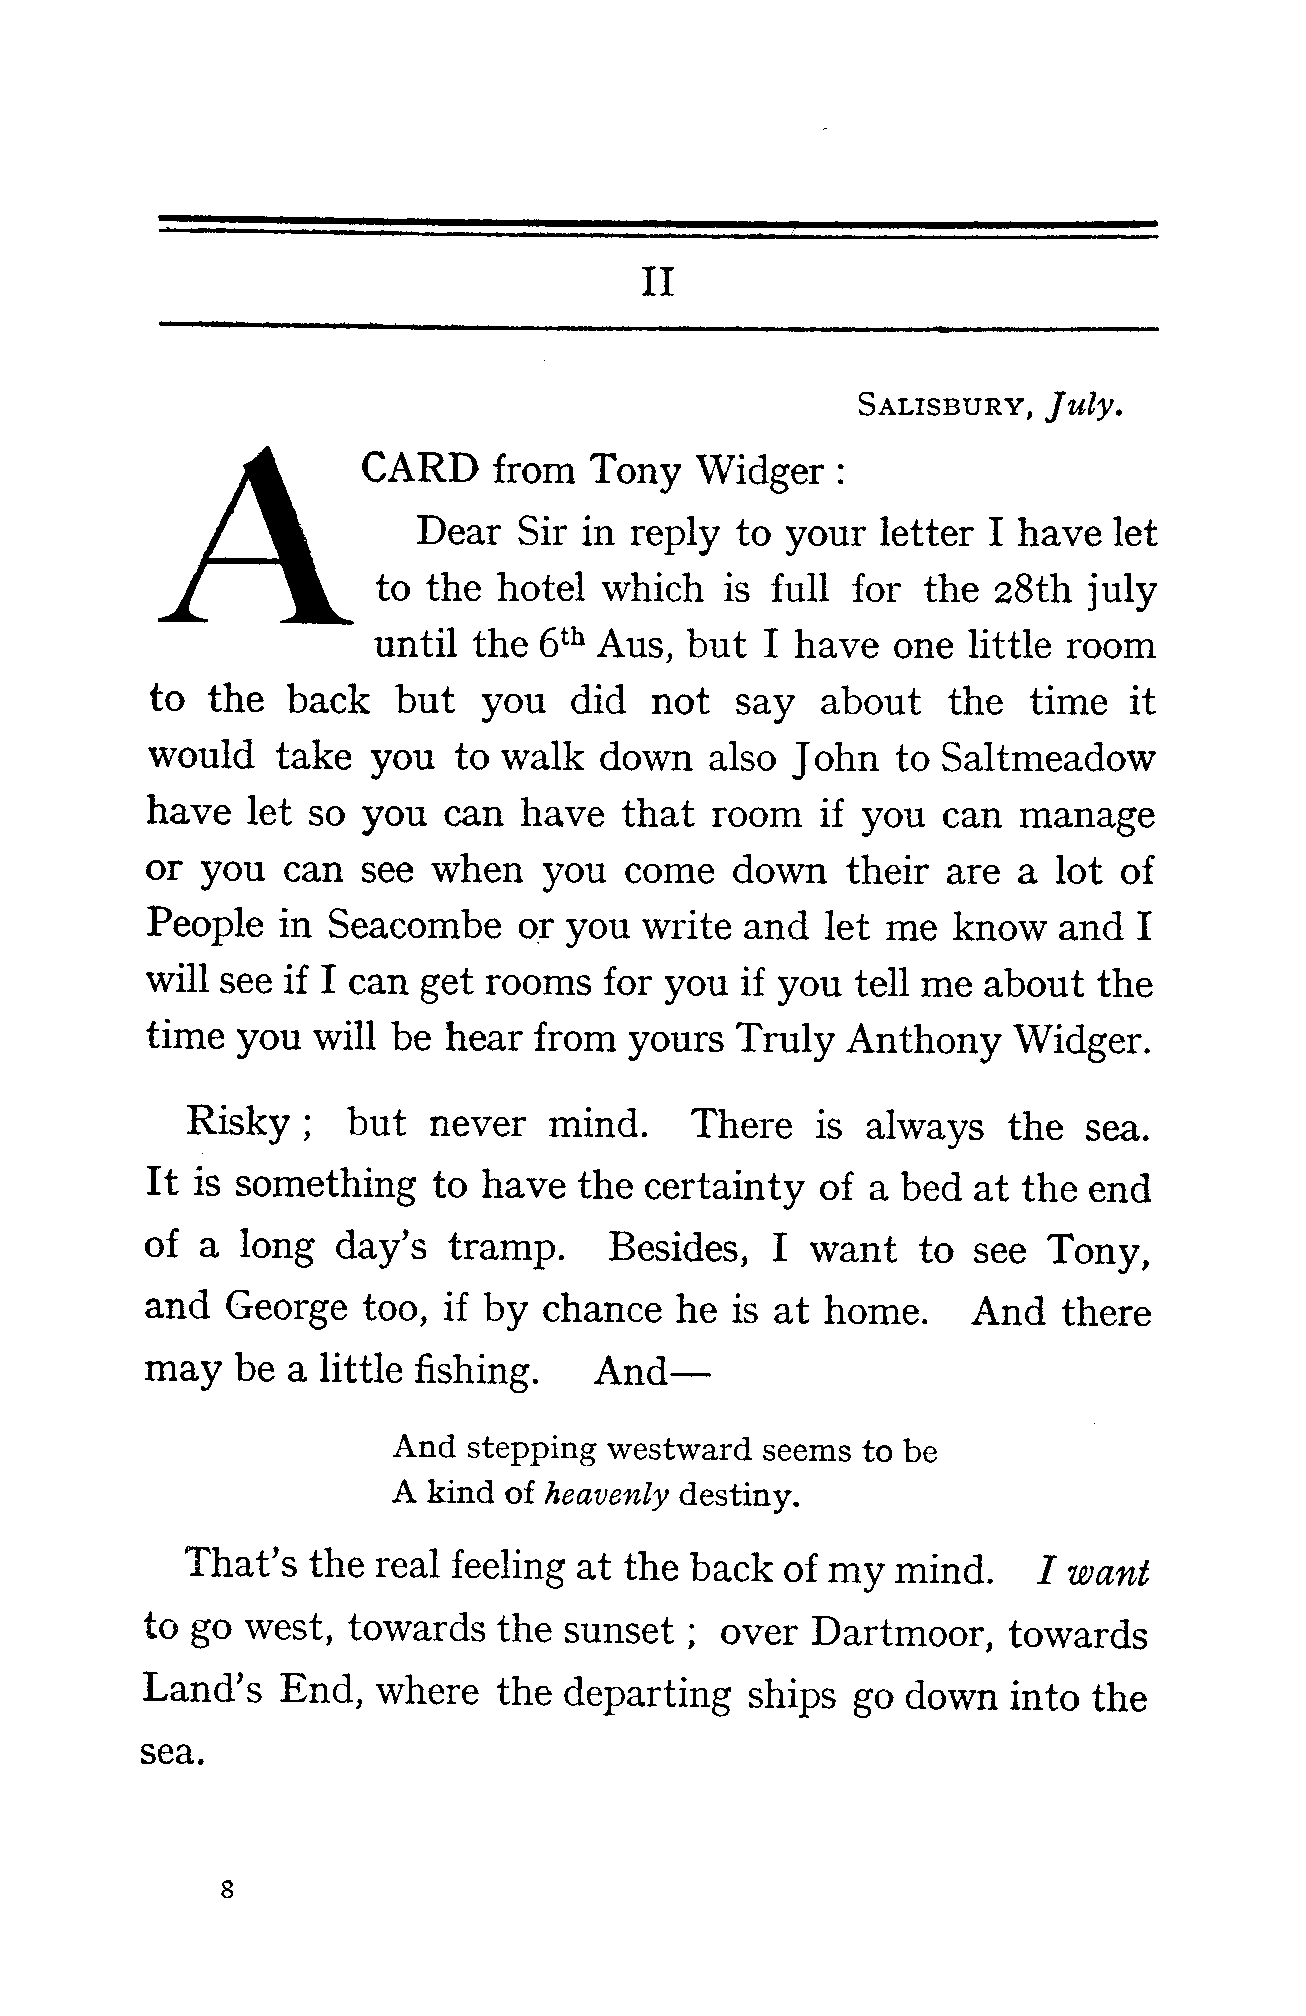 II
SALISBURY, July.
A CARD from Tony Widger :
Dear Sir in reply to your letter I have let
to the hotel which is full for the 28th july
until the 6th Aus, but I have one little room
to the back but you did not say about the time it
would take you to walk down also John to Saltmeadow
have let so you can have that room if you can manage
or you can see when you come down their are a lot of
People in Seacombe or you write and let me know and I
will see if I can get rooms for you if you tell me about the
time you will be hear from yours Truly Anthony Widger.
Risky ; but never mind. There is always the sea.
It is something to have the certainty of a bed at the end
of a long day's tramp. Besides, I want to see Tony,
and George too, if by chance he is at home. And there
may be a little fishing. And—
And stepping westward seems to be
A kind of heavenly destiny.
That's the real feeling at the back of my mind. I want
to go west, towards the sunset ; over Dartmoor, towards
Land's End, where the departing ships go down into the
sea.
8